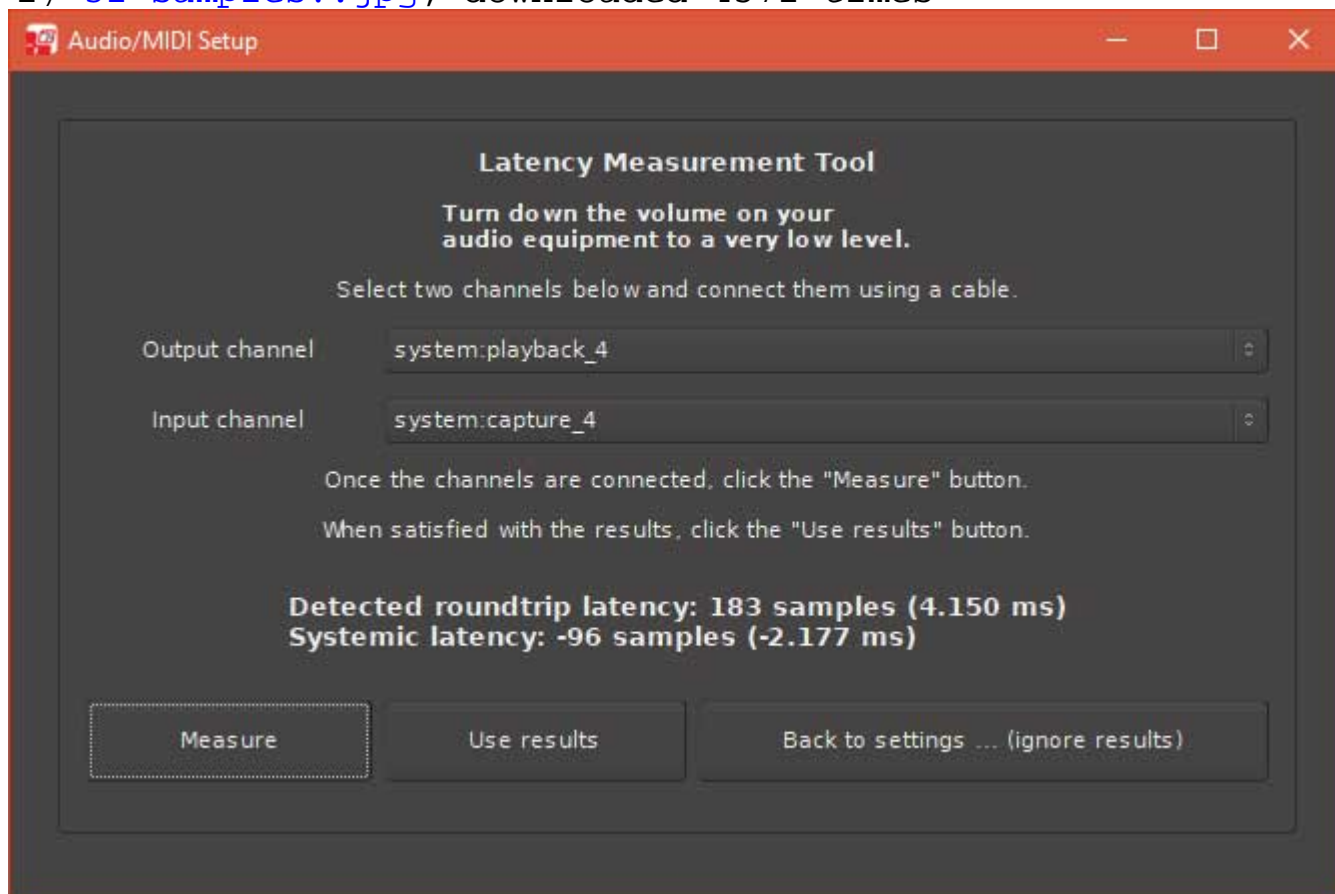 Audio/MIDI Setup
Latency Measurement Tool
Turn down the volume on your
audio equipment to a very low level.
Select two channels below and connect them using a cable.
Output channel system:playback_4
Input channel system:capture_4
Once the channels are connected, click the "Measure" button.
When satisfied with the results, click the "Use results" button.
Detected roundtrip latency: 183 samples (4.150 ms)
Systemic latency: -96 samples (-2.177 ms)
Measure Use results Back to settings ... (ignore results)